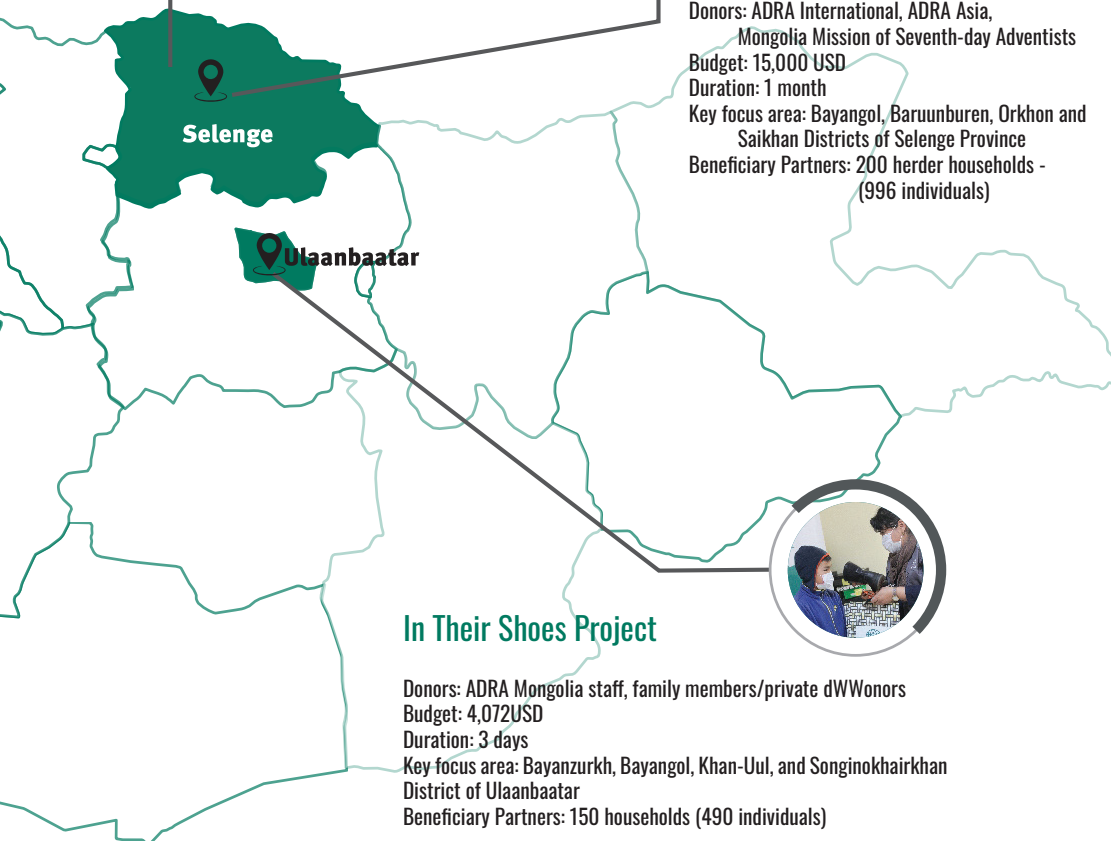 Donors: ADRA International, ADRA Asia,
Mongolia Mission of Seventh-day Adventists
Budget: 15,000 USD
Duration: 1 month
Key focus area: Bayangol, Baruunburen, Orkhon and
Saikhan Districts of Selenge Province
Beneficiary Partners: 200 herder households -
(996 individuals)
Selenge
Ulaanbaatar
In Their Shoes Project
Donors: ADRA Mongolia staff, family members/private dWWonors
Budget: 4,072USD
Duration: 3 days
Key focus area: Bayanzurkh, Bayangol, Khan-Uul, and Songinokhairkhan
District of Ulaanbaatar
Beneficiary Partners: 150 households (490 individuals)